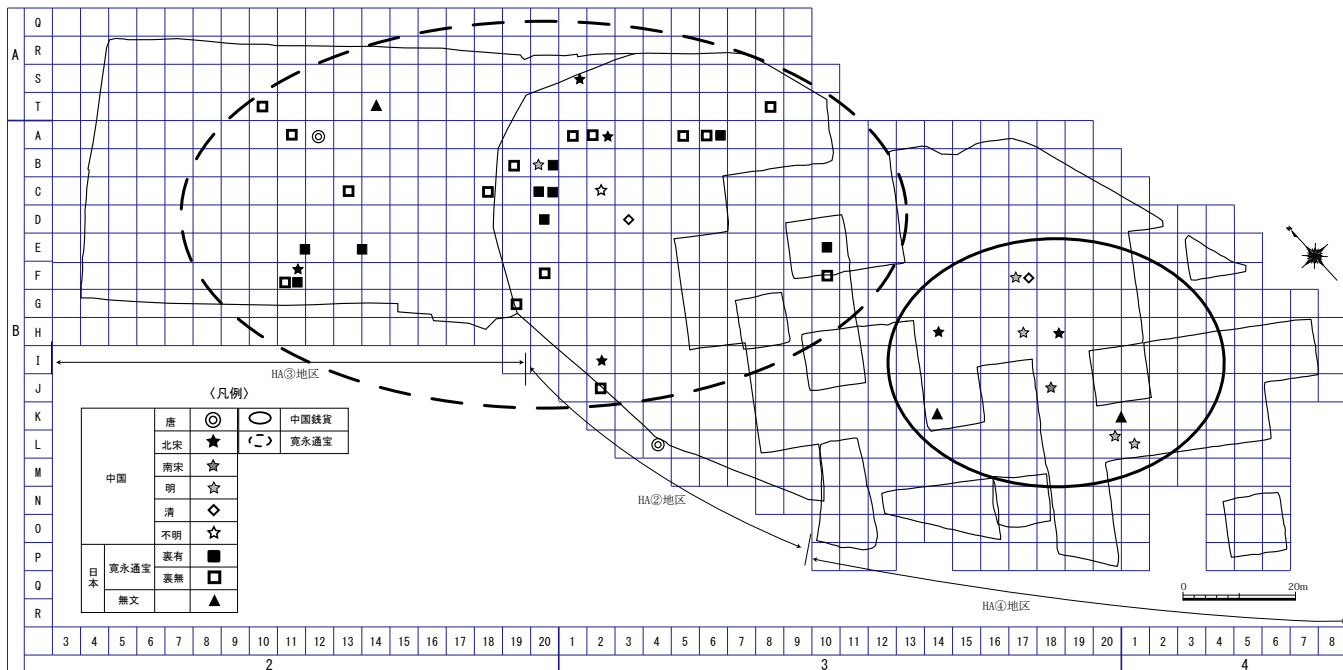 A
Q
R
S
T
B
A
B
C
D
E
F
G
H
I
J
K
L
M
N
O
P
Q
R
HA③地区
HA②地区
HA④地区
〈凡例〉
中国 唐 中国銭貨
北宋 寛永通宝
南宋
明
清
不明
日本 寛永通宝 裏有
裏無
無文
0 20m
3 4 5 6 7 8 9 10 11 12 13 14 15 16 17 18 19 20 1 2 3 4 5 6 7 8 9 10 11 12 13 14 15 16 17 18 19 20 1 2 3 4 5 6 7 8
2 3 4